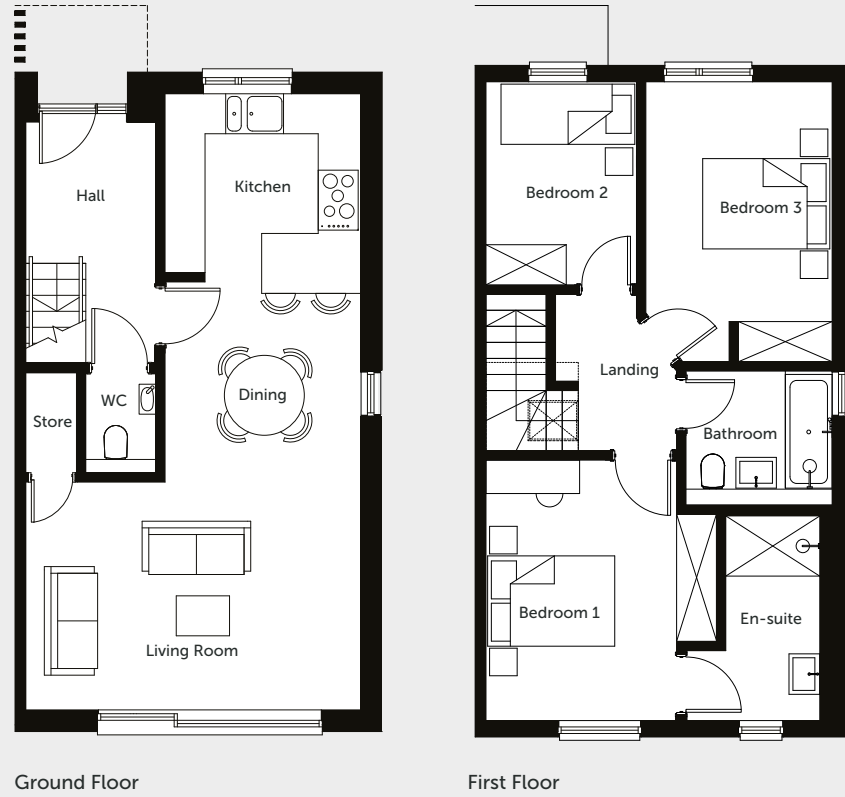 Hall
Kitchen
WC
Dining
Store
Living Room
Ground Floor
Bedroom 2
Bedroom 3
Landing
Bathroom
Bedroom 1
En-suite
First Floor